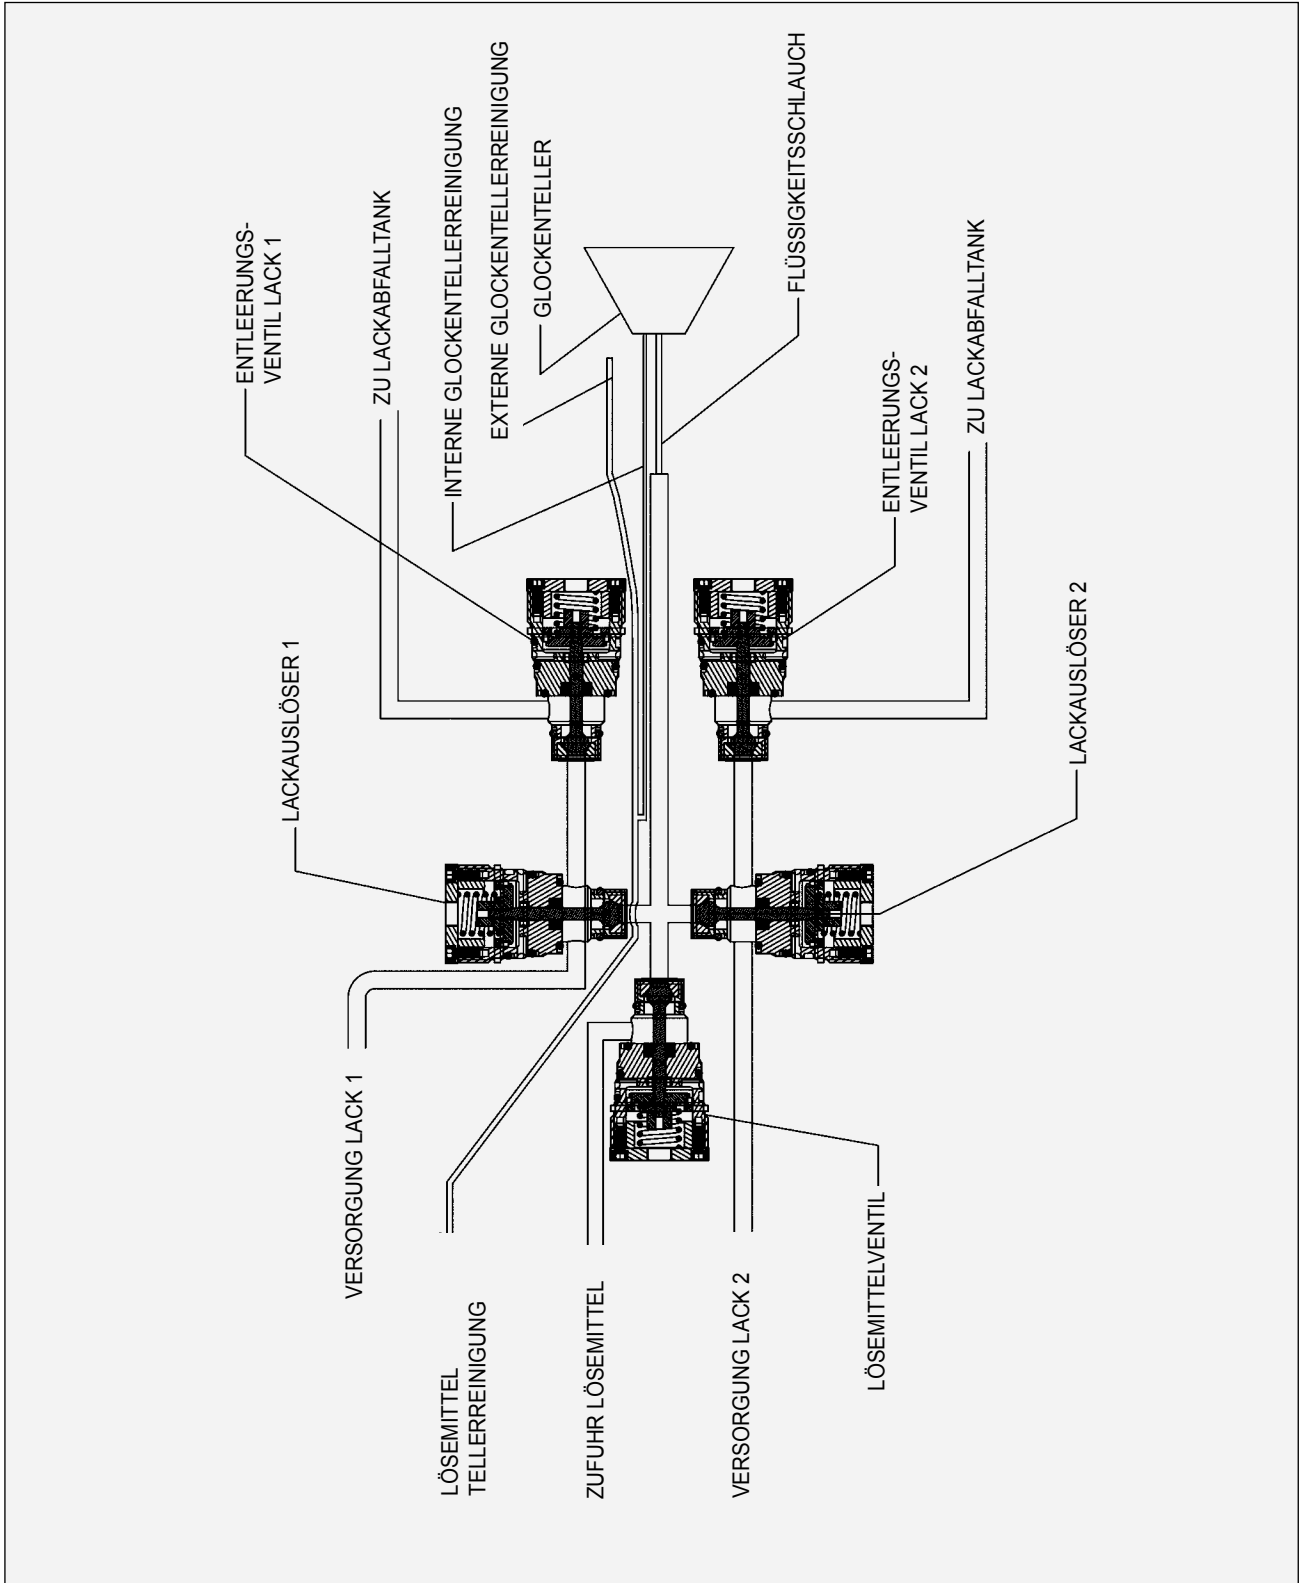 ENTLEERUNGS-
VENTIL LACK 1
LACKAUSLÖSER 1
ZU LACKABFALLTANK
INTERNE GLOCKENTELLERREINIGUNG
EXTERNE GLOCKENTELLERREINIGUNG
GLOCKENTELLER
FLÜSSIGKEITSSCHLAUCH
ENTLEERUNGS-
VENTIL LACK 2
ZU LACKABFALLTANK
LACKAUSLÖSER 2
VERSORGUNG LACK 1
LÖSEMITTEL
TELLERREINIGUNG
ZUFUHR LÖSEMITTEL
VERSORGUNG LACK 2
LÖSEMITTELVENTIL